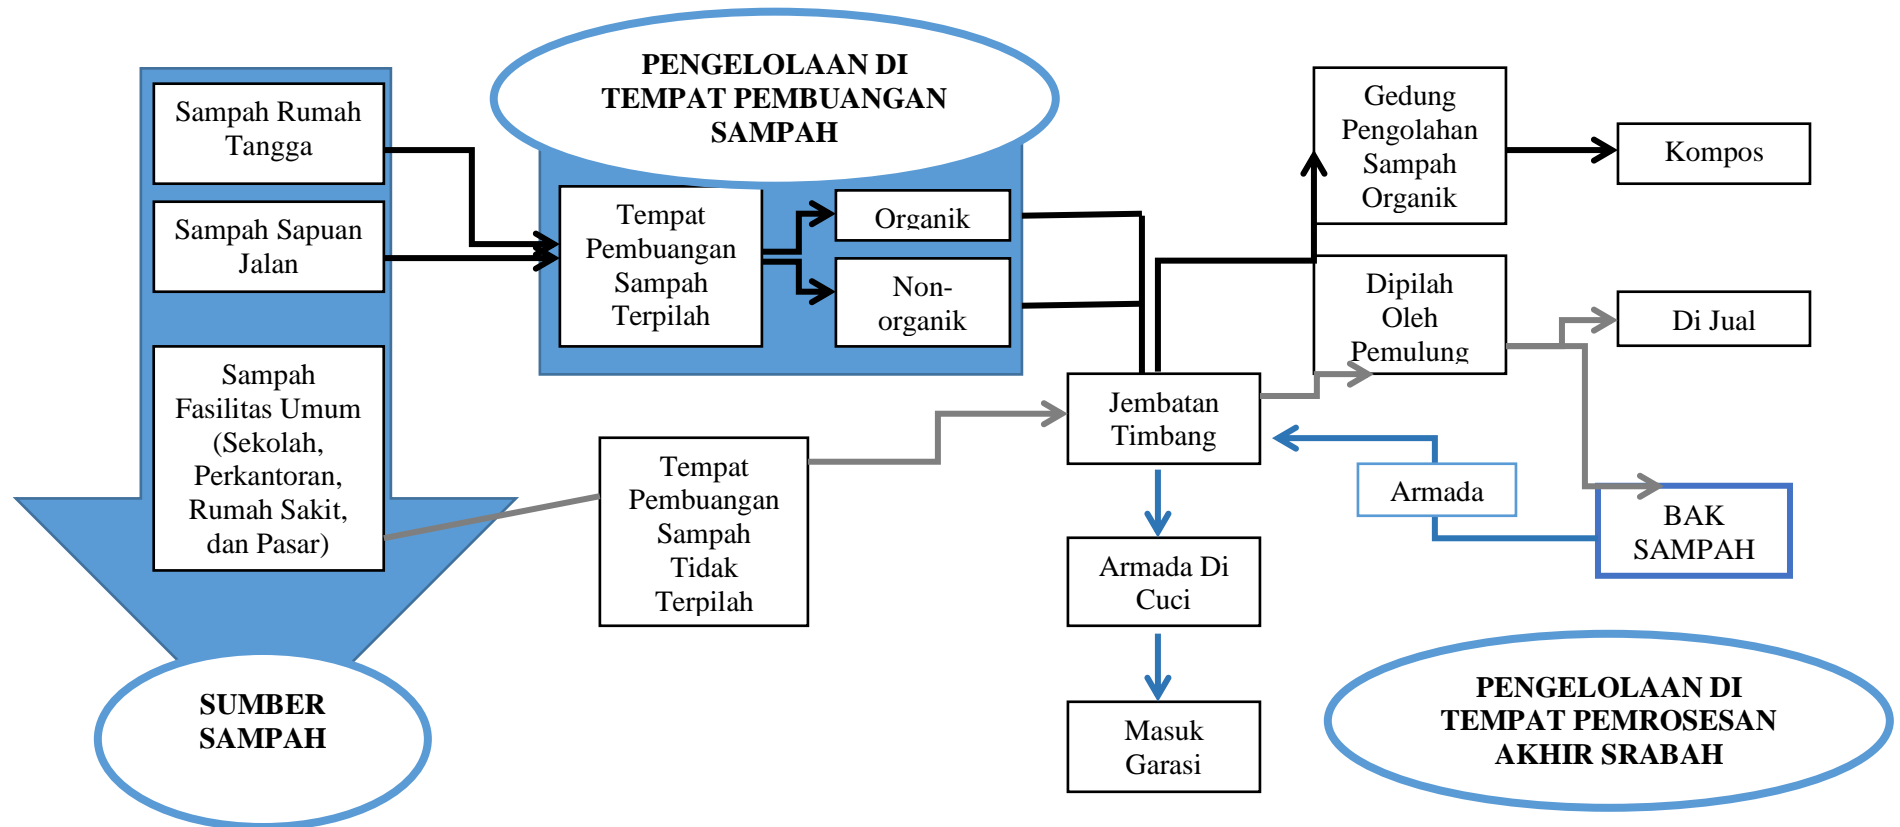 PENGELOLAAN DI
TEMPAT PEMBUANGAN
SAMPAH
Sampah Rumah
Tangga
Sampah Sapuan
Jalan
Sampah
Fasilitas Umum
(Sekolah,
Perkantoran,
Rumah Sakit,
dan Pasar)
SUMBER
SAMPAH
Tempat
Pembuangan
Sampah
Terpilah
Organik
Non-
organik
Tempat
Pembuangan
Sampah
Tidak
Terpilah
Jembatan
Timbang
Armada Di
Cuci
Masuk
Garasi
Gedung
Pengolahan
Sampah
Organik
Kompos
Dipilah
Oleh
Pemulung
Di Jual
Armada
BAK
SAMPAH
PENGELOLAAN DI
TEMPAT PEMROSESAN
AKHIR SRABAH